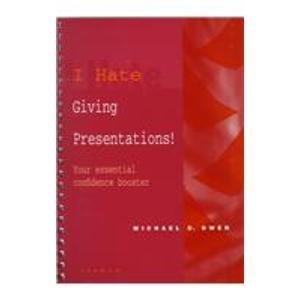 I Hate
Giving
Presentations!
Your essential
confidence booster
MICHAEL D. OWEN